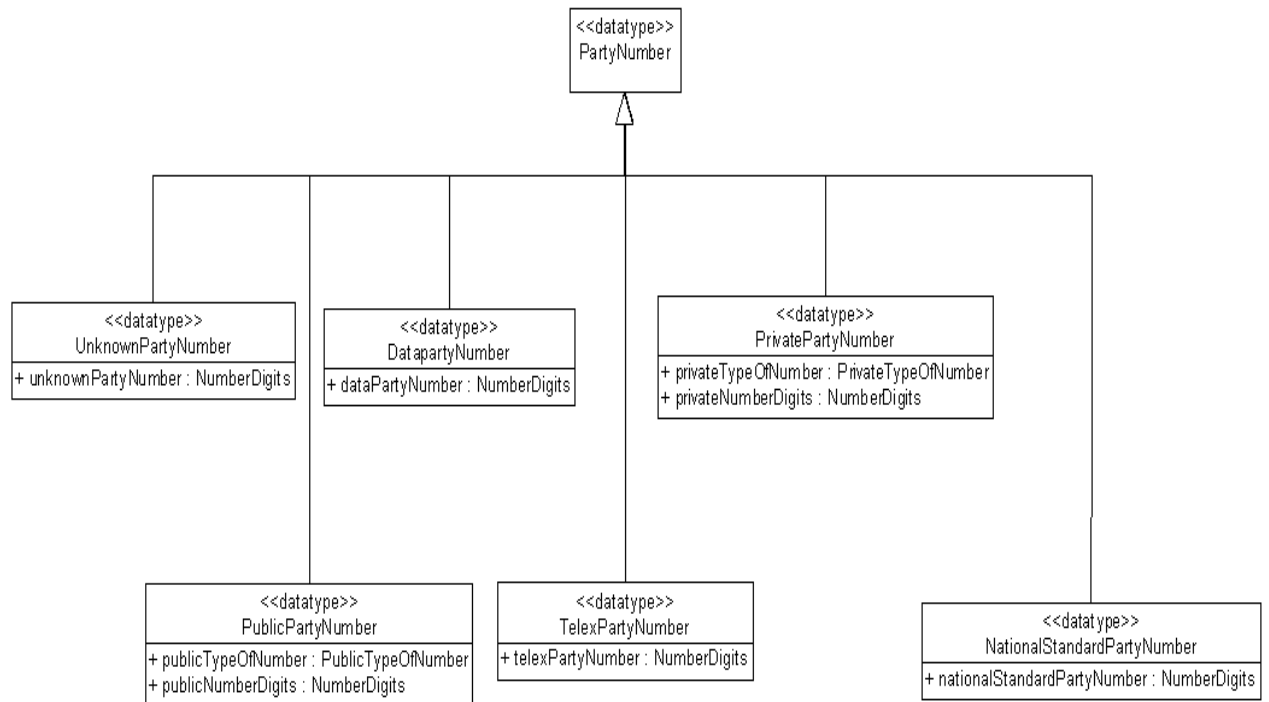 <<datatype>>
PartyNumber
<<datatype>>
UnknownPartyNumber
+ unknownPartyNumber : NumberDigits
<<datatype>>
DatapartyNumber
+ dataPartyNumber : NumberDigits
<<datatype>>
PrivatePartyNumber
+ privateTypeOfNumber : PrivateTypeOfNumber
+ privateNumberDigits : NumberDigits
<<datatype>>
PublicPartyNumber
+ publicTypeOfNumber : PublicTypeOfNumber
+ publicNumberDigits : NumberDigits
<<datatype>>
TelexPartyNumber
+ telexPartyNumber : NumberDigits
<<datatype>>
NationalStandardPartyNumber
+ nationalStandardPartyNumber : NumberDigits